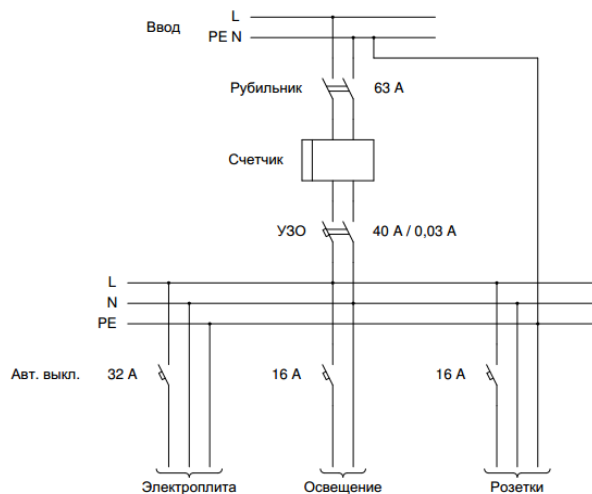 L
Ввод
PE N
Рубильник 63 А
Счетчик
УЗО 40 А / 0,03 А
L
N
PE
Авт. выкл. 32 А 16 А 16 А
Электроплита Освещение Розетки